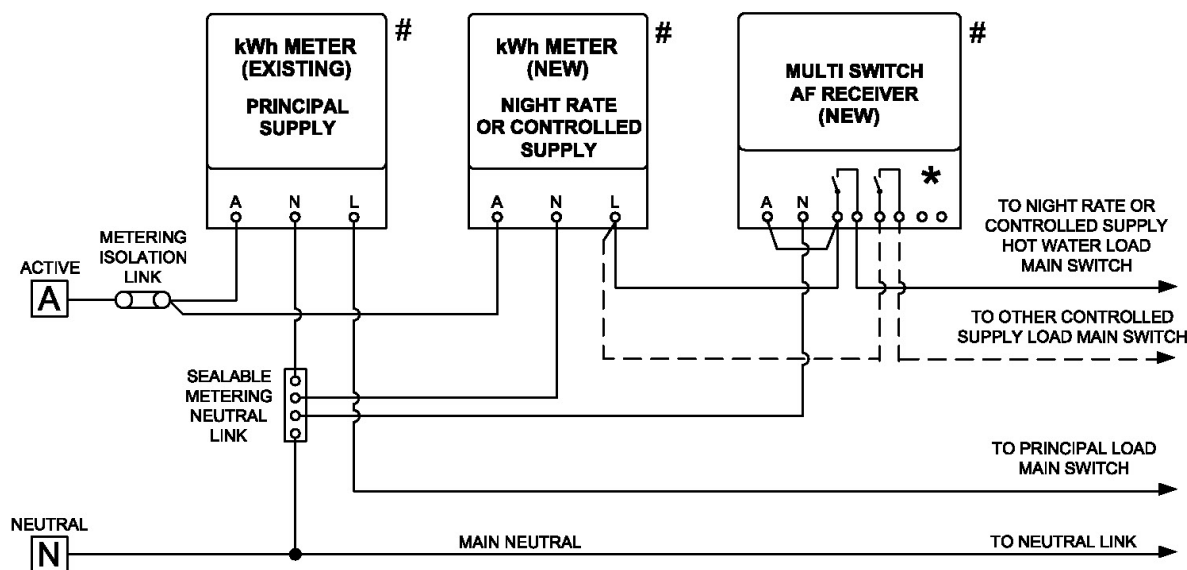 kWh METER
(EXISTING)
PRINCIPAL
SUPPLY
#
kWh METER
(NEW)
NIGHT RATE
OR CONTROLLED
SUPPLY
#
MULTI SWITCH
AF RECEIVER
(NEW)
#
A N L
A N L
A N
*
METERING
ISOLATION
LINK
ACTIVE
A
TO NIGHT RATE OR
CONTROLLED SUPPLY
HOT WATER LOAD
MAIN SWITCH
TO OTHER CONTROLLED
SUPPLY LOAD MAIN SWITCH
SEALABLE
METERING
NEUTRAL
LINK
TO PRINCIPAL LOAD
MAIN SWITCH
NEUTRAL
N
MAIN NEUTRAL
TO NEUTRAL LINK